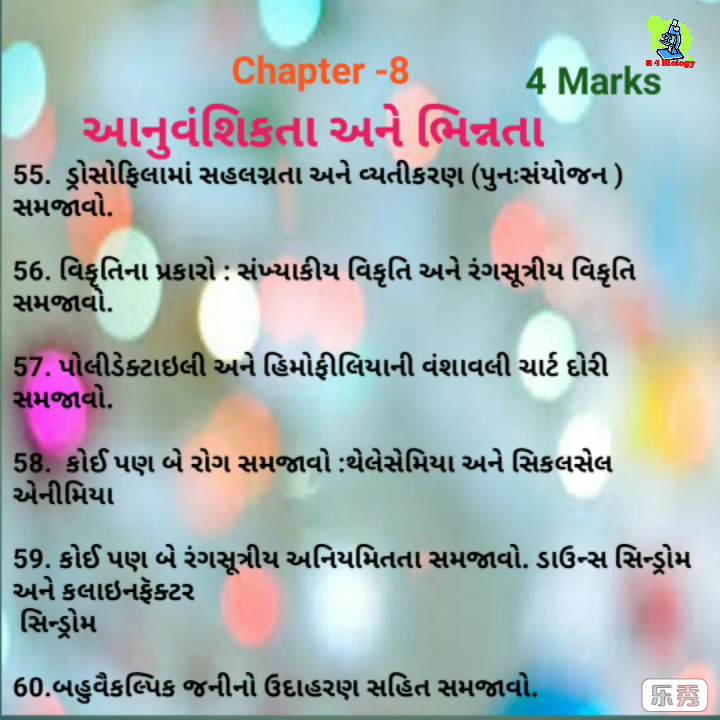 R 4 Biology
Chapter -8
4 Marks
આનુવંશિકતા અને ભિન્નતા
55. ડ્રોસોફિલામાં સહલગ્નતા અને વ્યતીકરણ (પુનઃસંયોજન )
સમજાવો.
56. વિકૃતિના પ્રકારો : સંખ્યાકીય વિકૃતિ અને રંગસૂત્રીય વિકૃતિ
સમજાવો.
57. પોલીડેક્ટાઇલી અને હિમોફીલિયાની વંશાવલી ચાર્ટ દોરી
સમજાવો.
58. કોઈ પણ બે રોગ સમજાવો :થેલેસેમિયા અને સિકલસેલ
એનીમિયા
59. કોઈ પણ બે રંગસૂત્રીય અનિયમિતતા સમજાવો. ડાઉન્સ સિન્ડ્રોમ
અને કલાઇનફૅક્ટર
સિન્ડ્રોમ
60.બહુવૈકલ્પિક જનીનો ઉદાહરણ સહિત સમજાવો.
乐秀